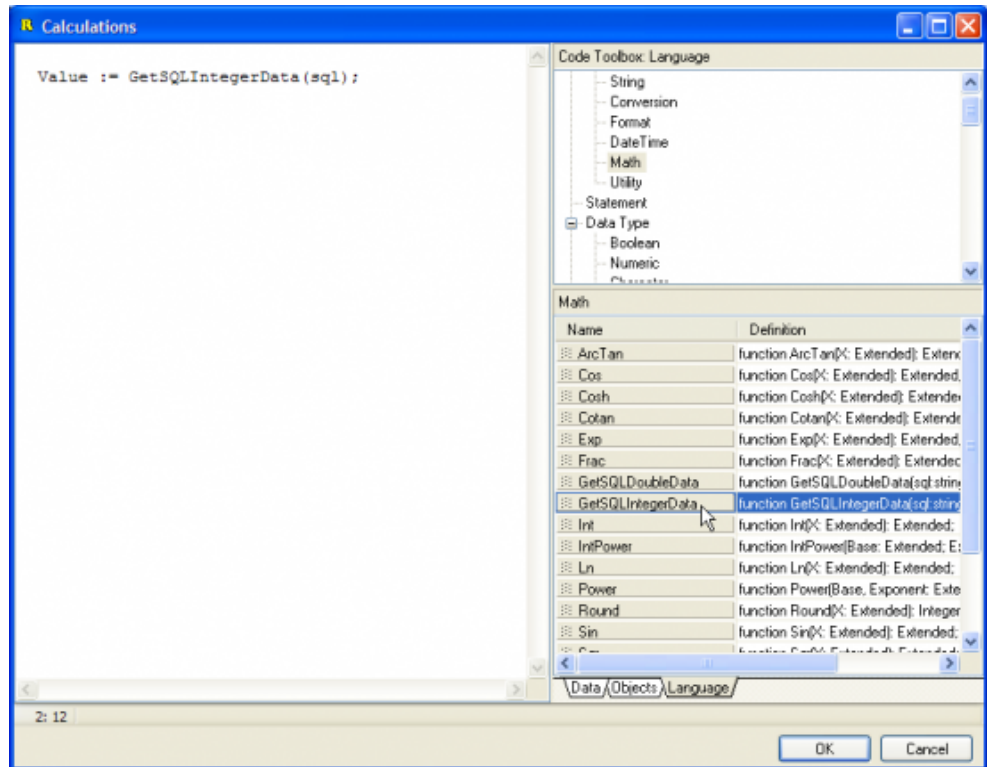 R Calculations
Value := GetSQLIntegerData(sql);
2: 12
Code Toolbox: Language
String
Conversion
Format
DateTime
Math
Utility
Statement
Data Type
Boolean
Numeric
Math
Name Definition
ArcTan function ArcTan(X: Extended): Exten
Cos function Cos(X: Extended): Extended,
Cosh function Cosh(X: Extended): Extende
Cotan function Cotan(X: Extended): Extende
Exp function Exp(X: Extended): Extended,
Frac function Frac(X: Extended): Extended
GetSQLDoubleData function GetSQLDoubleData(sql:string
GetSQLIntegerData function GetSQLIntegerData(sql:string
Int function Int(X: Extended): Extended;
IntPower function IntPower(Base: Extended; E
Ln function Ln(X: Extended): Extended;
Power function Power(Base, Exponent: Exte
Round function Round(X: Extended): Integer
Sin function Sin(X: Extended): Extended;
Data Objects Language
OK Cancel